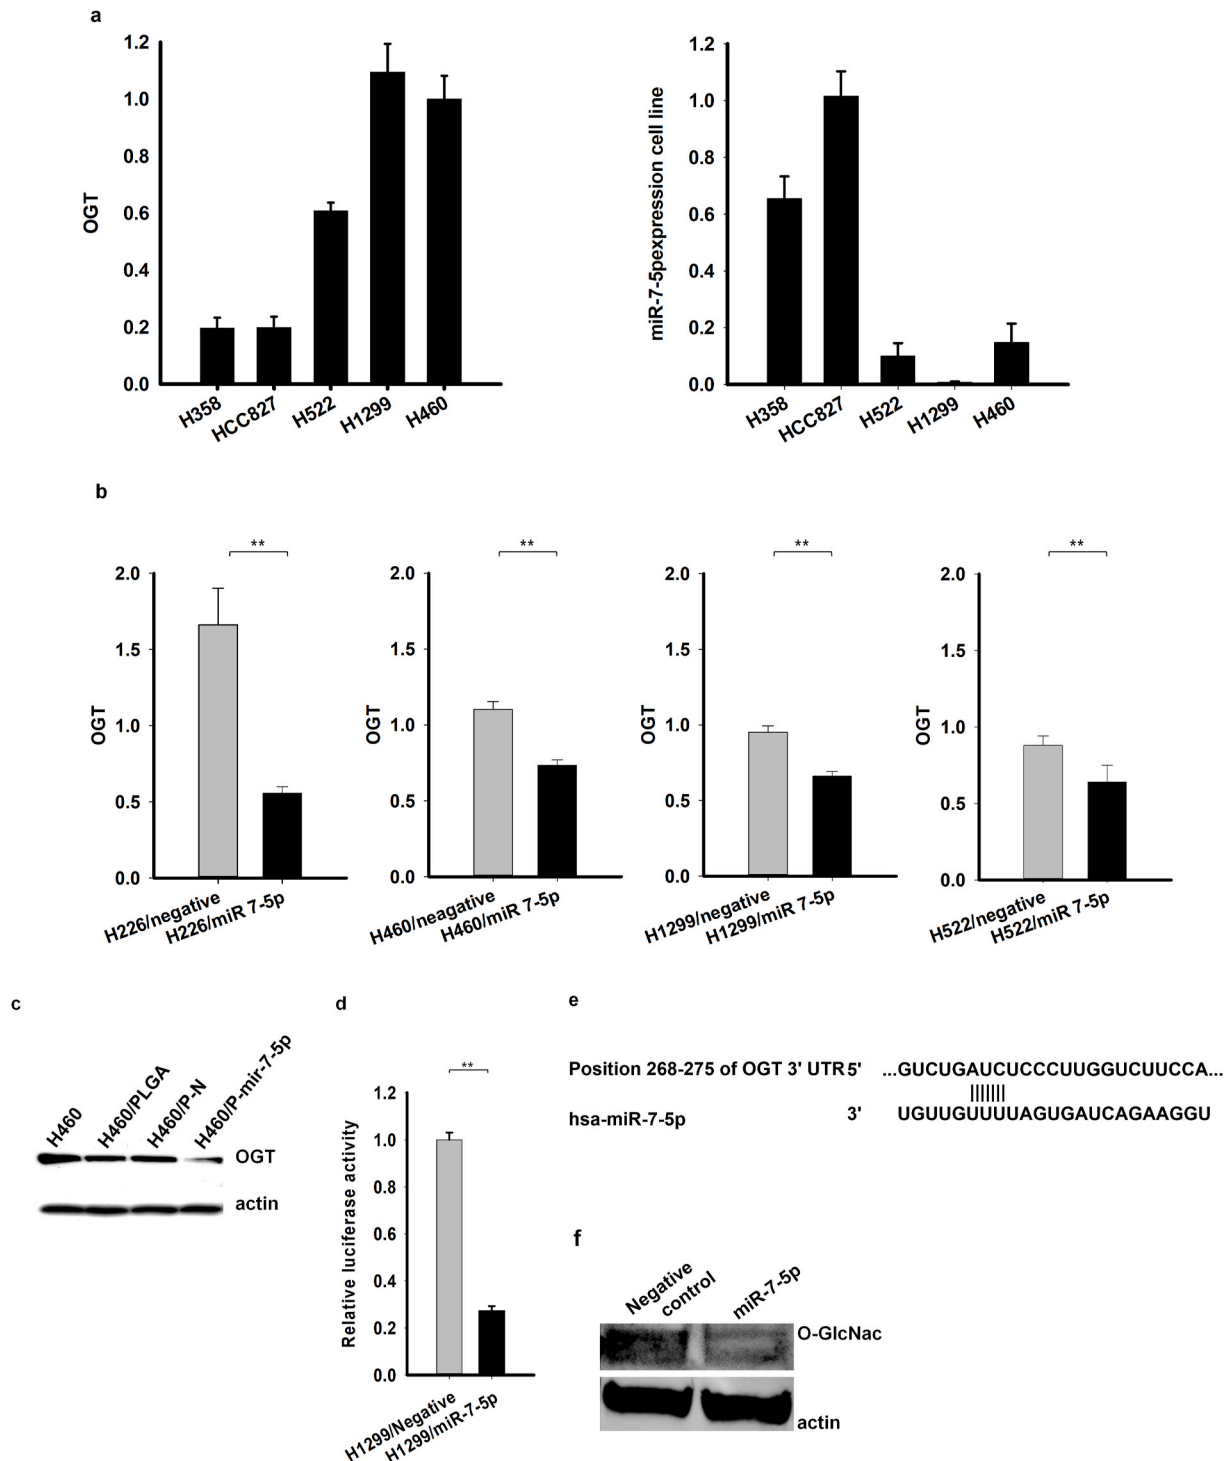 a
1.2
1.0
0.8
0.6
0.4
0.2
0.0
OGT
H358
HCC827
H522
H1299
H460
1.2
1.0
0.8
0.6
0.4
0.2
0.0
miR-7-5pexpression cell line
H358
HCC827
H522
H1299
H460
b
**
2.0
1.5
1.0
0.5
0.0
OGT
H226/negative
H226/miR 7-5p
**
2.0
1.5
1.0
0.5
0.0
OGT
H460/neagative
H460/miR 7-5p
**
2.0
1.5
1.0
0.5
0.0
OGT
H1299/negative
H1299/miR 7-5p
**
2.0
1.5
1.0
0.5
0.0
OGT
H522/negative
H522/miR 7-5p
c
H460
H460/PLGA
H460/P-N
H460/P-mir-7-5p
OGT
actin
d
**
1.2
1.0
0.8
0.6
0.4
0.2
0.0
Relative luciferase activity
H1299/Negative
H1299/miR-7-5p
e
Position 268-275 of OGT 3' UTR 5' ...GUCUGAUCUCCCUUGGUCUUCCA...
hsa-miR-7-5p 3' UGUUGUUUUAGUGAUCAGAAGGU
f
Negative
control
miR-7-5p
O-GlcNac
actin